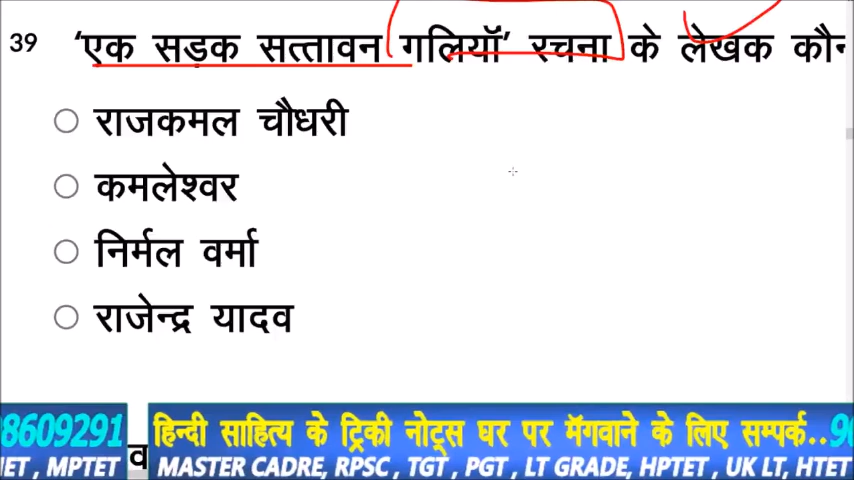 39 'एक सड़क सत्तावन गलियॉ' रचना के लेखक कौन
राजकमल चौधरी
कमलेश्वर
निर्मल वर्मा
राजेन्द्र यादव
8609291 हिन्दी साहित्य के ट्रिकी नोट्स घर पर मॅगवाने के लिए सम्पर्क..9
MPTET MASTER CADRE, RPSC , TGT , PGT , LT GRADE, HPTET , UK LT, HTET